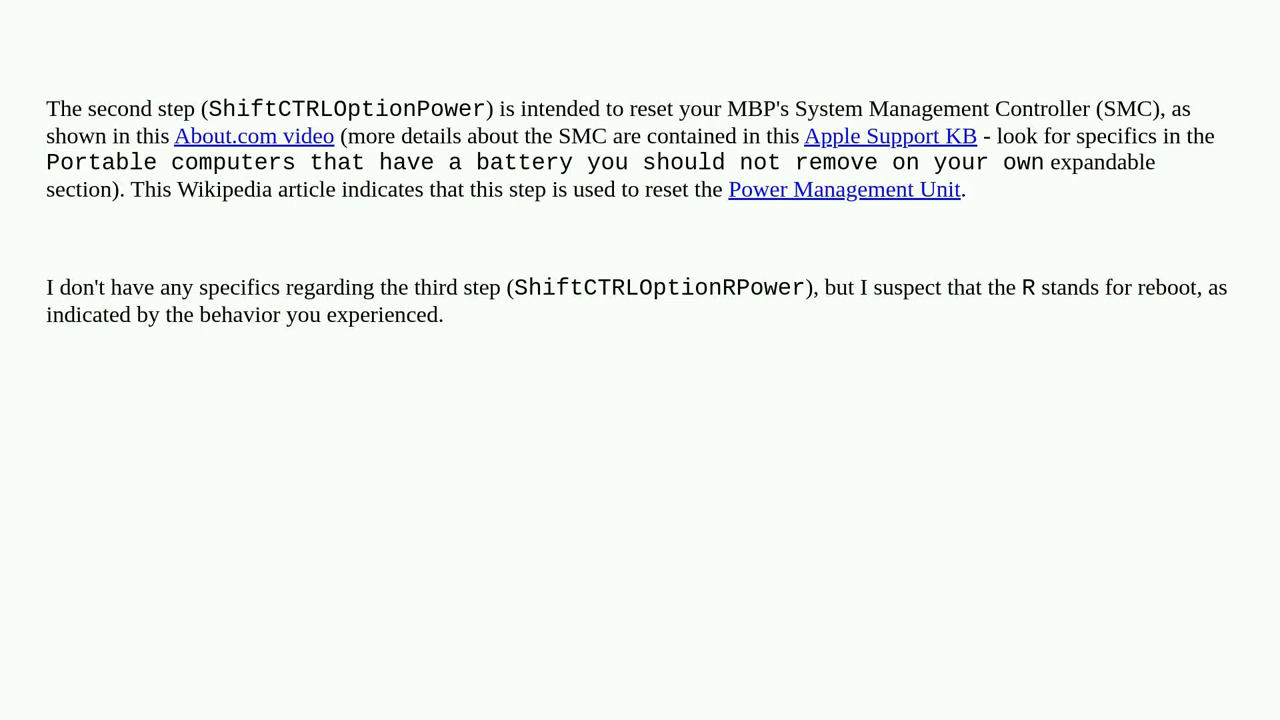 The second step (ShiftCTRLOptionPower) is intended to reset your MBP's System Management Controller (SMC), as
shown in this About.com video (more details about the SMC are contained in this Apple Support KB - look for specifics in the
Portable computers that have a battery you should not remove on your own expandable
section). This Wikipedia article indicates that this step is used to reset the Power Management Unit.
I don't have any specifics regarding the third step (ShiftCTRLOptionRPower), but I suspect that the R stands for reboot, as
indicated by the behavior you experienced.